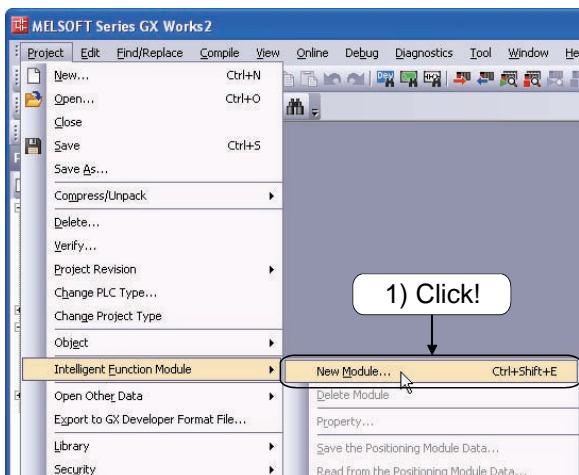 MELSOFT Series GX Works2
Project Edit Find/Replace Compile View Online Debug Diagnostics Tool Window He
New... Ctrl+N
Open... Ctrl+O
Close
Save Ctrl+S
Save As...
Compress/Unpack
Delete...
Verify...
Project Revision
Change PLC Type...
Change Project Type
1) Click!
Object
Intelligent Function Module
New Module... Ctrl+Shift+E
Delete Module
Open Other Data
Property...
Export to GX Developer Format File...
Library
Save the Positioning Module Data...
Security
Read from the Positioning Module Data...